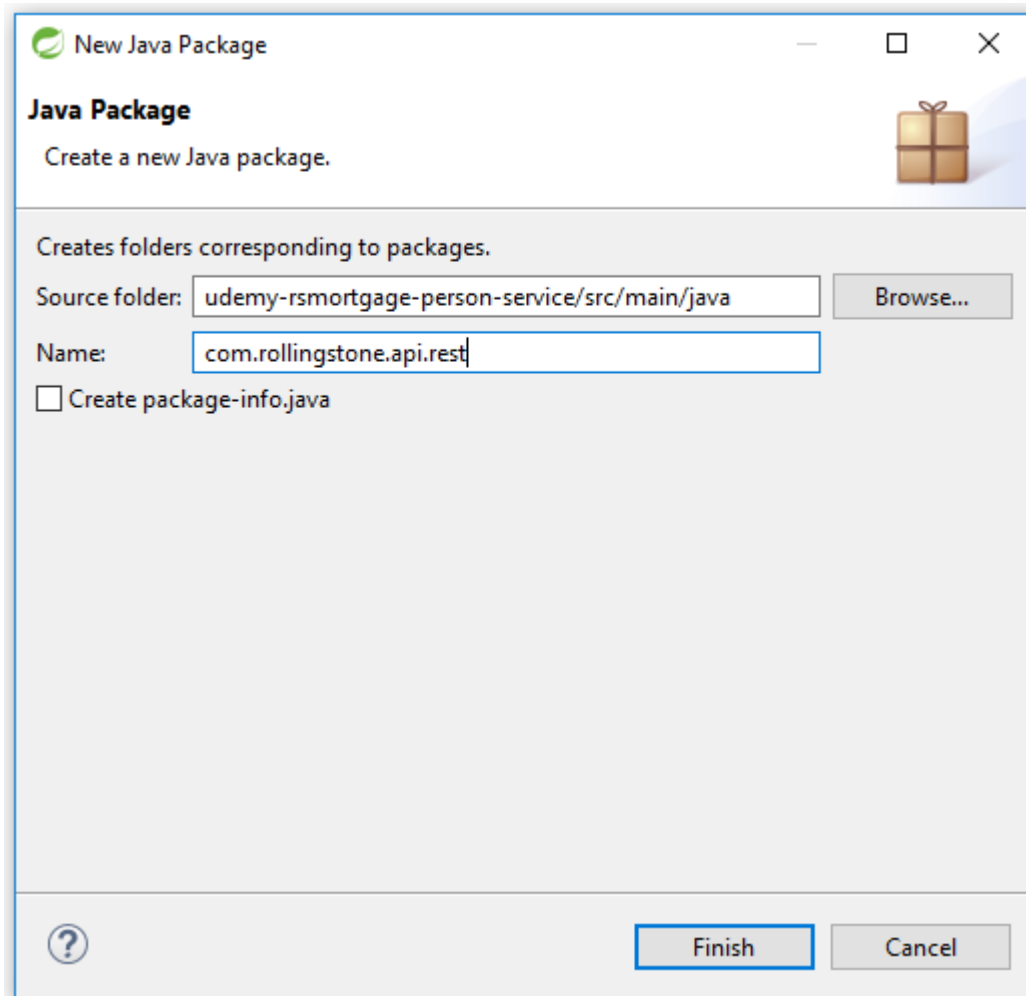 New Java Package
Java Package
Create a new Java package.
Creates folders corresponding to packages.
Source folder: udemy-rsmortgage-person-service/src/main/java Browse...
Name: com.rollingstone.api.rest
Create package-info.java
? Finish Cancel